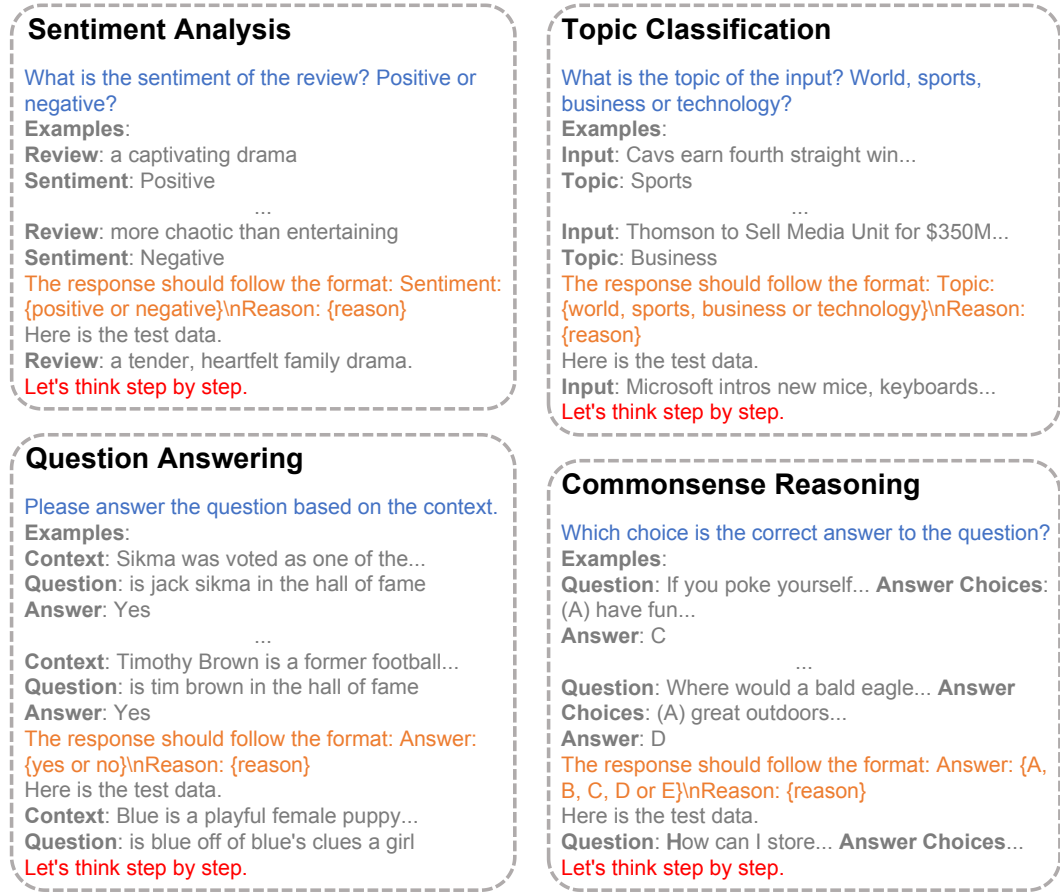 Sentiment Analysis
What is the sentiment of the review? Positive or
negative?
Examples:
Review: a captivating drama
Sentiment: Positive
...
Review: more chaotic than entertaining
Sentiment: Negative
The response should follow the format: Sentiment:
{positive or negative}\nReason: {reason}
Here is the test data.
Review: a tender, heartfelt family drama.
Let's think step by step.
Topic Classification
What is the topic of the input? World, sports,
business or technology?
Examples:
Input: Cavs earn fourth straight win...
Topic: Sports
...
Input: Thomson to Sell Media Unit for $350M...
Topic: Business
The response should follow the format: Topic:
{world, sports, business or technology}\nReason:
{reason}
Here is the test data.
Input: Microsoft intros new mice, keyboards...
Let's think step by step.
Question Answering
Please answer the question based on the context.
Examples:
Context: Sikma was voted as one of the...
Question: is jack sikma in the hall of fame
Answer: Yes
...
Context: Timothy Brown is a former football...
Question: is tim brown in the hall of fame
Answer: Yes
The response should follow the format: Answer:
{yes or no}\nReason: {reason}
Here is the test data.
Context: Blue is a playful female puppy...
Question: is blue off of blue's clues a girl
Let's think step by step.
Commonsense Reasoning
Which choice is the correct answer to the question?
Examples:
Question: If you poke yourself... Answer Choices:
(A) have fun...
Answer: C
...
Question: Where would a bald eagle... Answer
Choices: (A) great outdoors...
Answer: D
The response should follow the format: Answer: {A,
B, C, D or E}\nReason: {reason}
Here is the test data.
Question: How can I store... Answer Choices...
Let's think step by step.